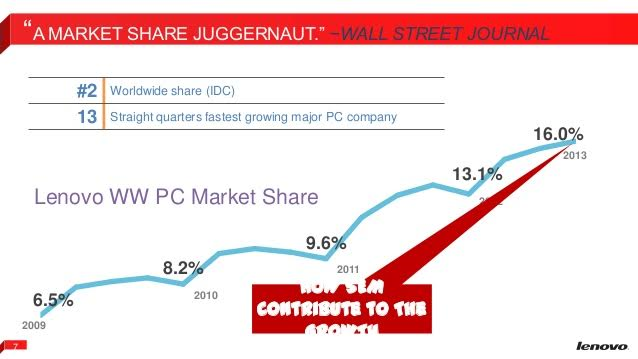 “A MARKET SHARE JUGGERNAUT.” –WALL STREET JOURNAL
#2 Worldwide share (IDC)
13 Straight quarters fastest growing major PC company
16.0%
2013
13.1%
Lenovo WW PC Market Share
9.6%
2011
8.2%
2010
6.5%
2009
HOW SEM
CONTRIBUTE TO THE
GROWTH
7
lenovo